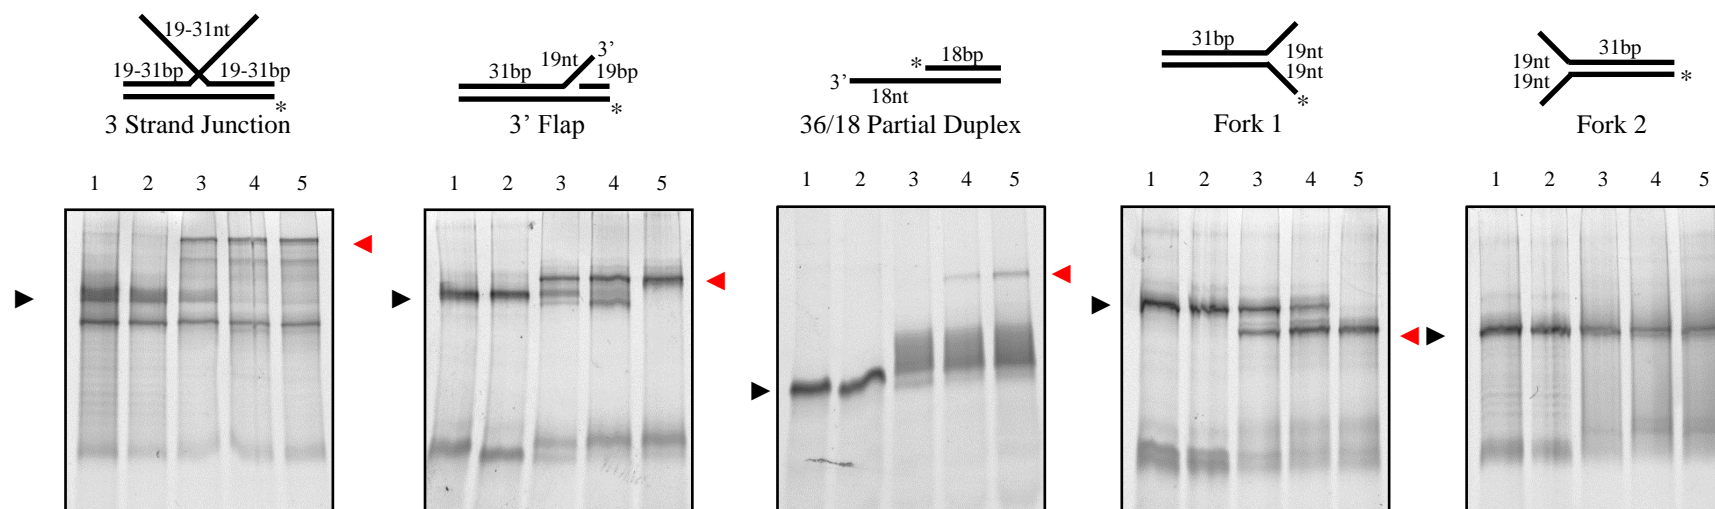 19-31nt
19-31bp 19-31bp
*
3 Strand Junction
1 2 3 4 5
3’
19nt
31bp 19bp
*
3’ Flap
1 2 3 4 5
* 18bp
3’
18nt
36/18 Partial Duplex
1 2 3 4 5
31bp
19nt
19nt
*
Fork 1
1 2 3 4 5
31bp
19nt
19nt
*
Fork 2
1 2 3 4 5